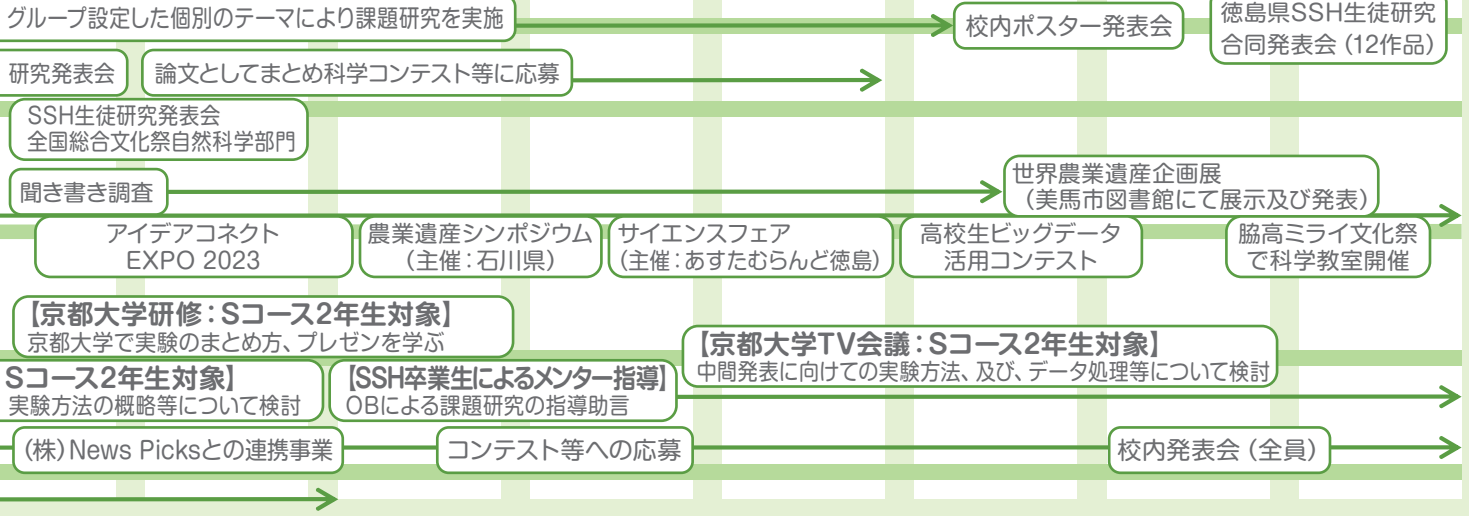 グループ設定した個別のテーマにより課題研究を実施
校内ポスター発表会
徳島県SSH生徒研究
合同発表会（12作品）
研究発表会
論文としてまとめ科学コンテスト等に応募
SSH生徒研究発表会
全国総合文化祭自然科学部門
聞き書き調査
世界農業遺産企画展
（美馬市図書館にて展示及び発表）
アイデアコネクト
EXPO 2023
農業遺産シンポジウム
（主催：石川県）
サイエンスフェア
（主催：あすたむらんど徳島）
高校生ビッグデータ
活用コンテスト
脇高ミライ文化祭
で科学教室開催
【京都大学研修：Sコース2年生対象】
京都大学で実験のまとめ方、プレゼンを学ぶ
【京都大学TV会議：Sコース2年生対象】
中間発表に向けての実験方法、及び、データ処理等について検討
Sコース2年生対象】
実験方法の概略等について検討
【SSH卒業生によるメンター指導】
OBによる課題研究の指導助言
（株）News Picksとの連携事業
コンテスト等への応募
校内発表会（全員）